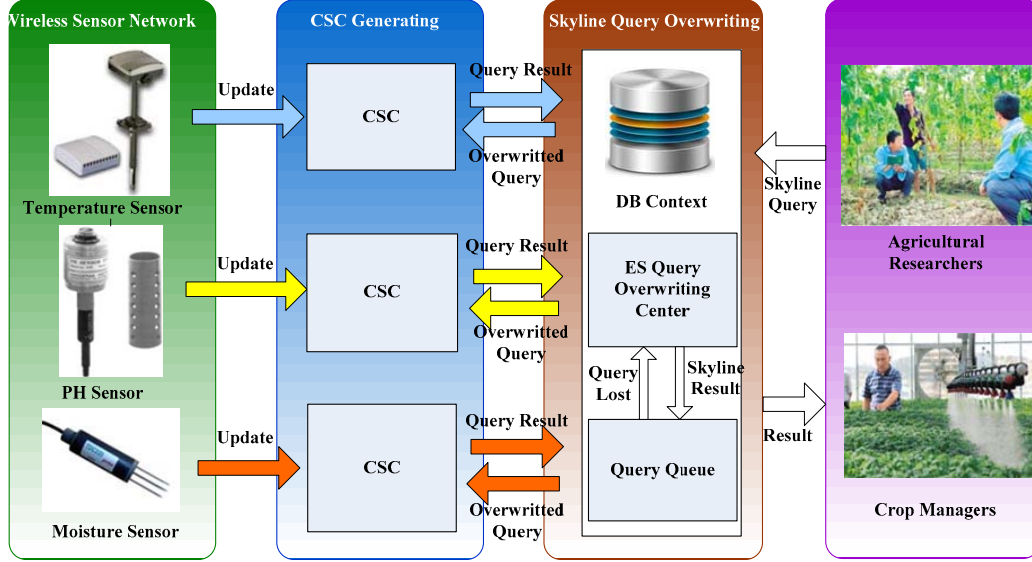 Wireless Sensor Network
CSC Generating
Skyline Query Overwriting
Update
CSC
Query Result
Overwritted
Query
Temperature Sensor
DB Context
Skyline
Query
Agricultural
Researchers
Update
CSC
Query Result
Overwritted
Query
ES Query
Overwriting
Center
PH Sensor
Query
Lost
Skyline
Result
Update
CSC
Query Result
Overwritted
Query
Query Queue
Result
Moisture Sensor
Crop Managers